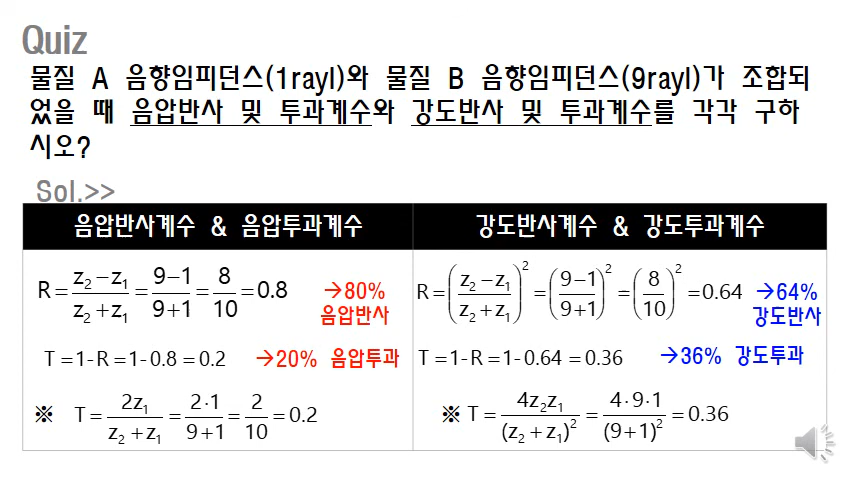 Quiz
물질 A 음향임피던스(1rayl)와 물질 B 음향임피던스(9rayl)가 조합되
었을 때 음압반사 및 투과계수와 강도반사 및 투과계수를 각각 구하
시오?
Sol.>>
음압반사계수 & 음압투과계수
R = (z₂ − z₁)/(z₂ + z₁) = (9−1)/(9+1) = 8/10 = 0.8 →80%
음압반사
T = 1 - R = 1 - 0.8 = 0.2 →20% 음압투과
※ T = 2z₁/(z₂ + z₁) = (2·1)/(9+1) = 2/10 = 0.2
강도반사계수 & 강도투과계수
R = ((z₂ − z₁)/(z₂ + z₁))² = ((9−1)/(9+1))² = (8/10)² = 0.64 →64%
강도반사
T = 1 - R = 1 - 0.64 = 0.36 →36% 강도투과
※ T = 4z₂z₁/(z₂ + z₁)² = (4·9·1)/(9+1)² = 0.36